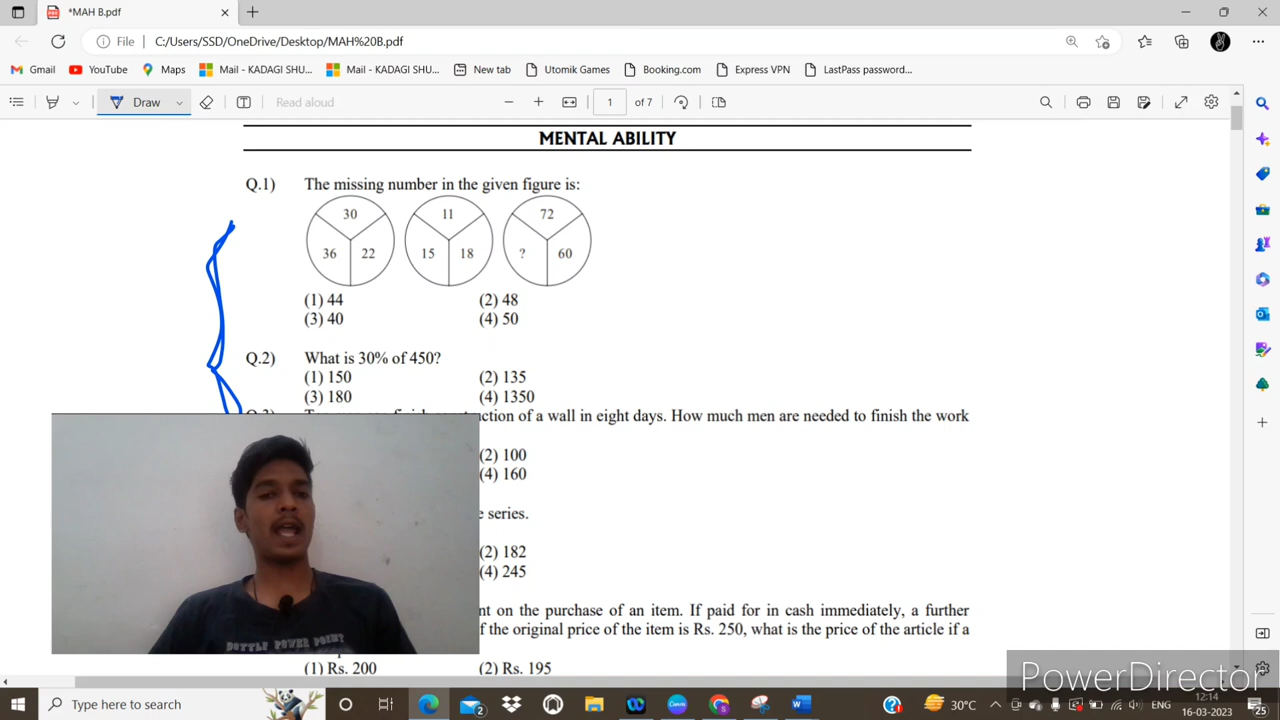 *MAH B.pdf
File C:/Users/SSD/OneDrive/Desktop/MAH%20B.pdf
Gmail YouTube Maps Mail - KADAGI SHU... Mail - KADAGI SHU... New tab Utomik Games Booking.com Express VPN LastPass password...
Draw Read aloud 1 of 7
MENTAL ABILITY
Q.1) The missing number in the given figure is:
30 11 72
36 22 15 18 ? 60
(1) 44 (2) 48
(3) 40 (4) 50
Q.2) What is 30% of 450?
(1) 150 (2) 135
(3) 180 (4) 1350
of a wall in eight days. How much men are needed to finish the work
(2) 100
(4) 160
series.
(2) 182
(4) 245
on the purchase of an item. If paid for in cash immediately, a further
the original price of the item is Rs. 250, what is the price of the article if a
(1) Rs. 200 (2) Rs. 195
BOTTLE POWER POINT
PowerDirector
Type here to search 2 30°C ENG 12:14
16-03-2023 25